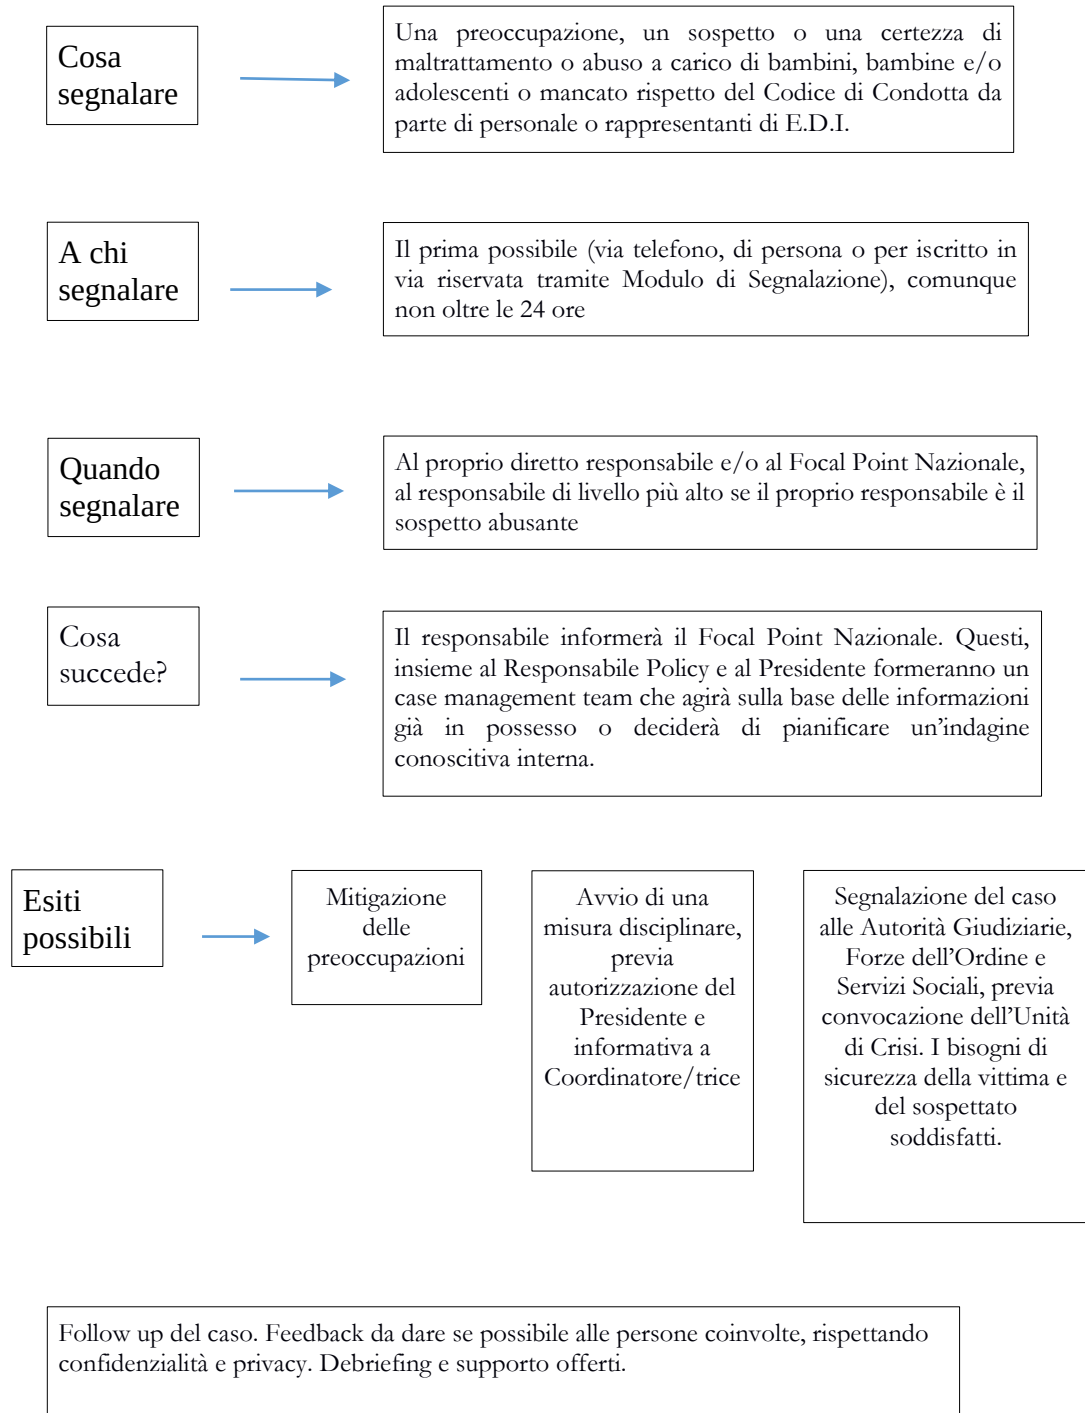 Cosa
segnalare
Una preoccupazione, un sospetto o una certezza di
maltrattamento o abuso a carico di bambini, bambine e/o
adolescenti o mancato rispetto del Codice di Condotta da
parte di personale o rappresentanti di E.D.I.
A chi
segnalare
Il prima possibile (via telefono, di persona o per iscritto in
via riservata tramite Modulo di Segnalazione), comunque
non oltre le 24 ore
Quando
segnalare
Al proprio diretto responsabile e/o al Focal Point Nazionale,
al responsabile di livello più alto se il proprio responsabile è il
sospetto abusante
Cosa
succede?
Il responsabile informerà il Focal Point Nazionale. Questi,
insieme al Responsabile Policy e al Presidente formeranno un
case management team che agirà sulla base delle informazioni
già in possesso o deciderà di pianificare un’indagine
conoscitiva interna.
Esiti
possibili
Mitigazione
delle
preoccupazioni
Avvio di una
misura disciplinare,
previa
autorizzazione del
Presidente e
informativa a
Coordinatore/trice
Segnalazione del caso
alle Autorità Giudiziarie,
Forze dell’Ordine e
Servizi Sociali, previa
convocazione dell’Unità
di Crisi. I bisogni di
sicurezza della vittima e
del sospettato
soddisfatti.
Follow up del caso. Feedback da dare se possibile alle persone coinvolte, rispettando
confidenzialità e privacy. Debriefing e supporto offerti.